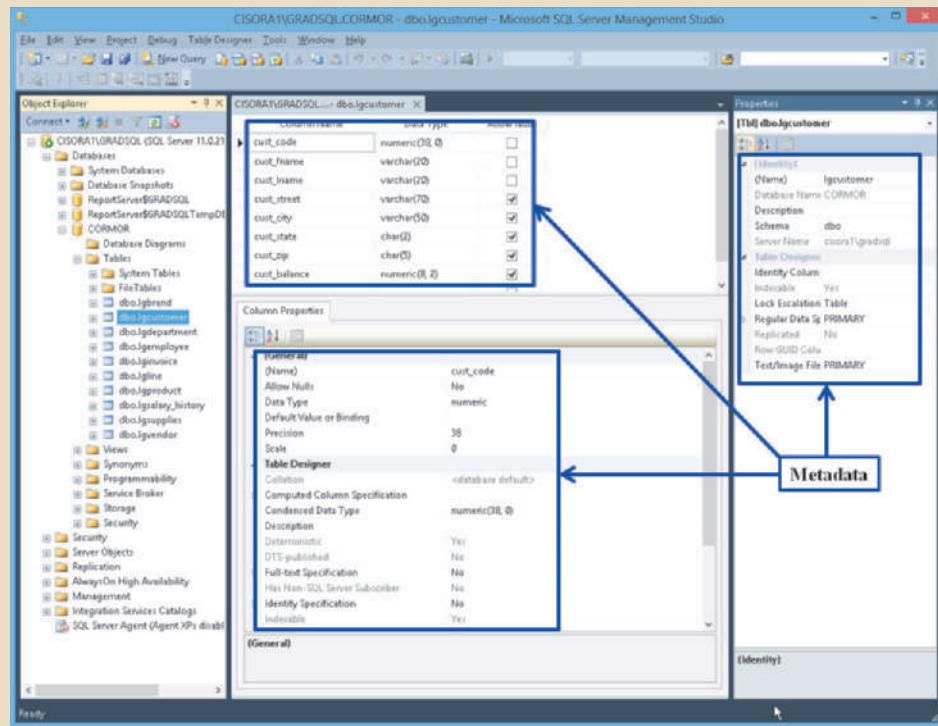 CISORA1\GRADSQL.CORMOR - dbo.lgcustomer - Microsoft SQL Server Management Studio
File Edit View Project Debug Table Designer Tools Window Help
New Query
Object Explorer
Connect
CISORA1\GRADSQL (SQL Server 11.0.21
Databases
System Databases
Database Snapshots
ReportServer$GRADSQL
ReportServer$GRADSQLTempDB
CORMOR
Database Diagrams
Tables
System Tables
FileTables
dbo.lgbrand
dbo.lgcustomer
dbo.lgdepartment
dbo.lgemployee
dbo.lginvoice
dbo.lgline
dbo.lgproduct
dbo.lgsalary_history
dbo.lgsupplies
dbo.lgvendor
Views
Synonyms
Programmability
Service Broker
Storage
Security
Security
Server Objects
Replication
AlwaysOn High Availability
Management
Integration Services Catalogs
SQL Server Agent (Agent XPs disabl
CISORA1\GRADSQL....- dbo.lgcustomer
Column Name Data Type Allow Nulls
cust_code numeric(38, 0)
cust_fname varchar(20)
cust_lname varchar(20)
cust_street varchar(70)
cust_city varchar(50)
cust_state char(2)
cust_zip char(5)
cust_balance numeric(8, 2)
Column Properties
(General)
(Name) cust_code
Allow Nulls No
Data Type numeric
Default Value or Binding
Precision 38
Scale 0
Table Designer
Collation <database default>
Computed Column Specification
Condensed Data Type numeric(38, 0)
Description
Deterministic Yes
DTS-published No
Full-text Specification No
Has Non-SQL Server Subscriber No
Identity Specification No
Indexable Yes
(General)
Properties
[Tbl] dbo.lgcustomer
(Identity)
(Name) lgcustomer
Database Name CORMOR
Description
Schema dbo
Server Name cisora1\gradsql
Table Designer
Identity Colum
Indexable Yes
Lock Escalation Table
Regular Data Sp PRIMARY
Replicated No
Row GUID Colu
Text/Image File PRIMARY
Metadata
(Identity)
Ready